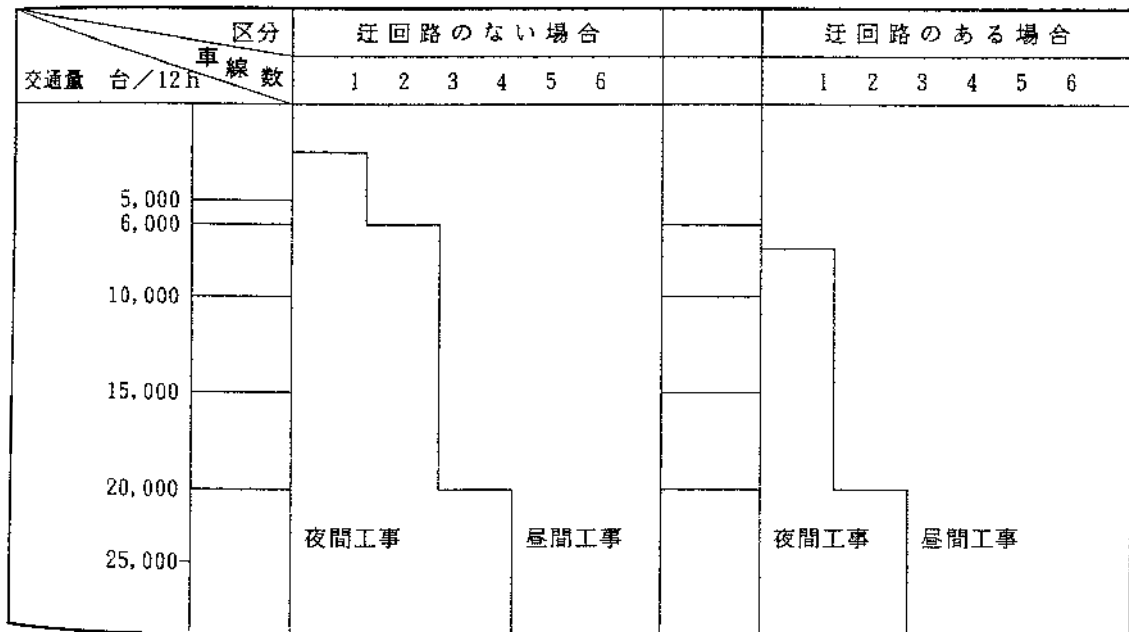 区分 迂回路のない場合 迂回路のある場合
車線数
交通量 台／12h 1 2 3 4 5 6 1 2 3 4 5 6
5,000
6,000
10,000
15,000
20,000
夜間工事 昼間工事 夜間工事 昼間工事
25,000